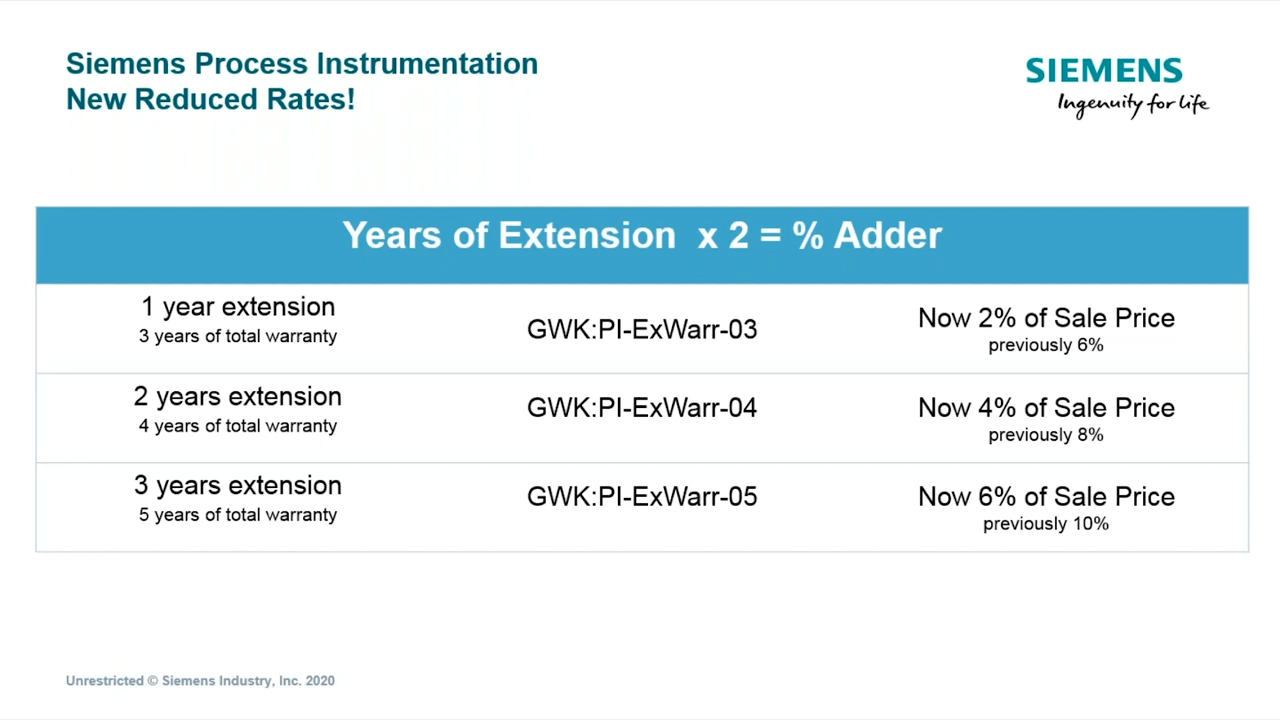 Siemens Process Instrumentation
New Reduced Rates!
SIEMENS
Ingenuity for life
Years of Extension x 2 = % Adder
1 year extension
3 years of total warranty
GWK:PI-ExWarr-03
Now 2% of Sale Price
previously 6%
2 years extension
4 years of total warranty
GWK:PI-ExWarr-04
Now 4% of Sale Price
previously 8%
3 years extension
5 years of total warranty
GWK:PI-ExWarr-05
Now 6% of Sale Price
previously 10%
Unrestricted © Siemens Industry, Inc. 2020